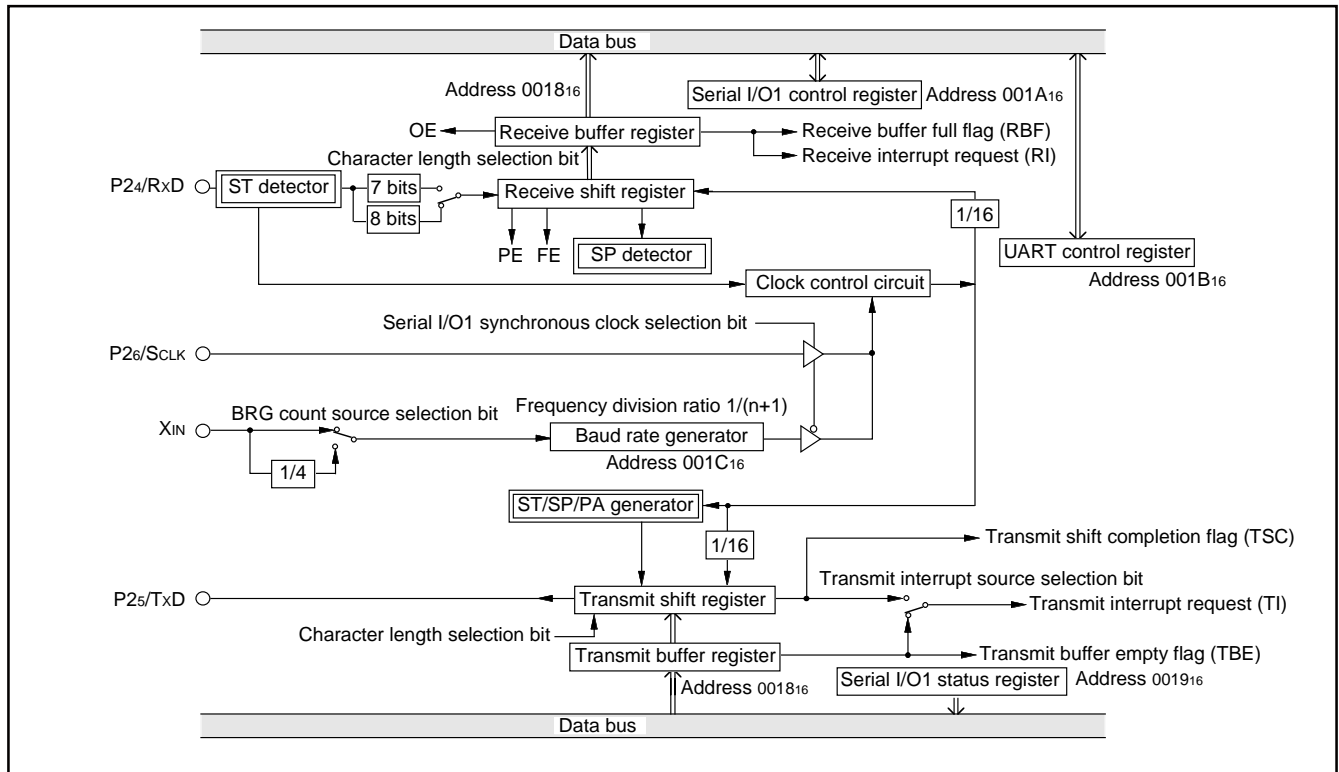 Data bus
Address 001816
Serial I/O1 control register Address 001A16
OE Receive buffer register Receive buffer full flag (RBF)
Receive interrupt request (RI)
Character length selection bit
P24/RXD ST detector 7 bits Receive shift register
8 bits
1/16
PE FE SP detector
UART control register
Address 001B16
Clock control circuit
Serial I/O1 synchronous clock selection bit
P26/SCLK
BRG count source selection bit Frequency division ratio 1/(n+1)
XIN Baud rate generator
1/4 Address 001C16
ST/SP/PA generator
1/16 Transmit shift completion flag (TSC)
Transmit interrupt source selection bit
P25/TXD Transmit shift register Transmit interrupt request (TI)
Character length selection bit
Transmit buffer register Transmit buffer empty flag (TBE)
Address 001816 Serial I/O1 status register Address 001916
Data bus